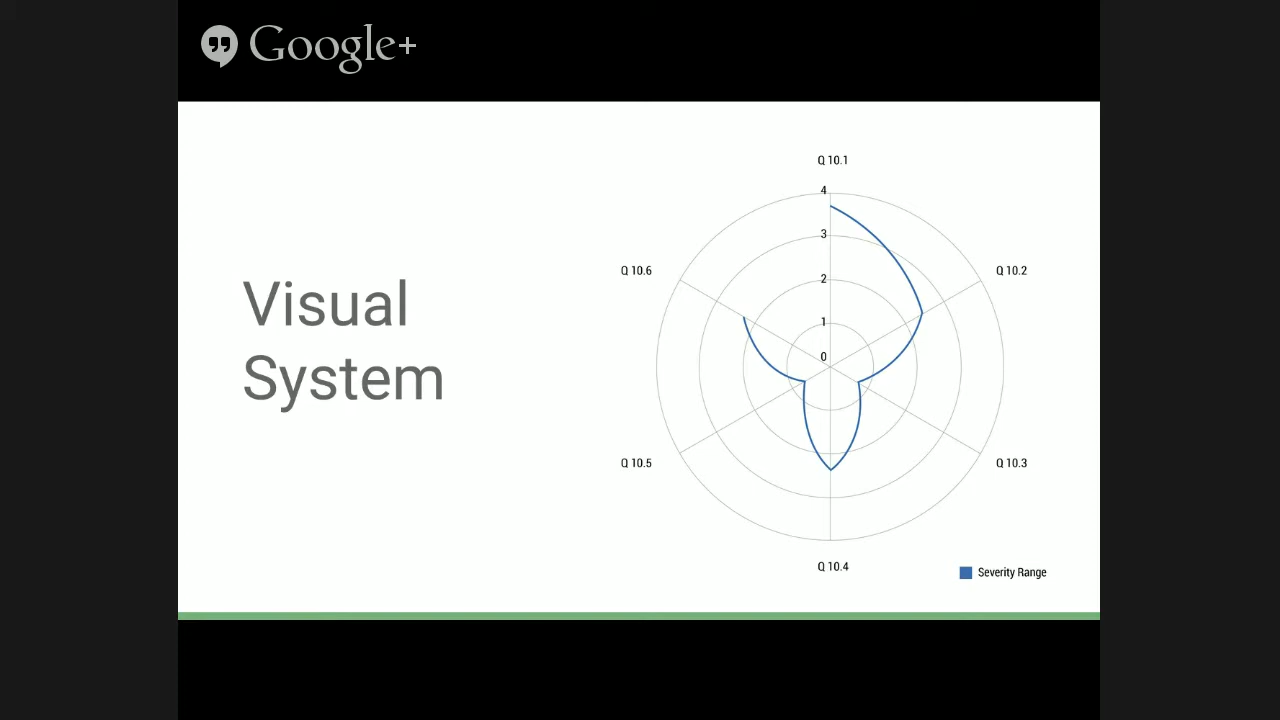 Google+
Visual
System
Q 10.1
4
3
2
1
0
Q 10.2
Q 10.3
Q 10.4
Q 10.5
Q 10.6
Severity Range